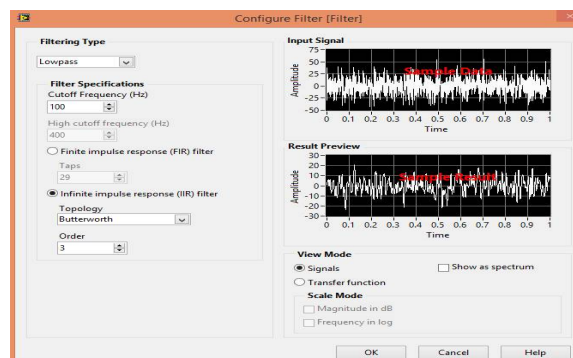 Configure Filter [Filter]
Filtering Type
Lowpass
Filter Specifications
Cutoff Frequency (Hz)
100
High cutoff frequency (Hz)
400
Finite impulse response (FIR) filter
Taps
29
Infinite impulse response (IIR) filter
Topology
Butterworth
Order
3
Input Signal
Amplitude
75
50
25
0
-25
-50
Sample Data
0 0.1 0.2 0.3 0.4 0.5 0.6 0.7 0.8 0.9 1
Time
Result Preview
Amplitude
30
20
10
0
-10
-20
-30
Sample Result
0 0.1 0.2 0.3 0.4 0.5 0.6 0.7 0.8 0.9 1
Time
View Mode
Signals
Show as spectrum
Transfer function
Scale Mode
Magnitude in dB
Frequency in log
OK Cancel Help